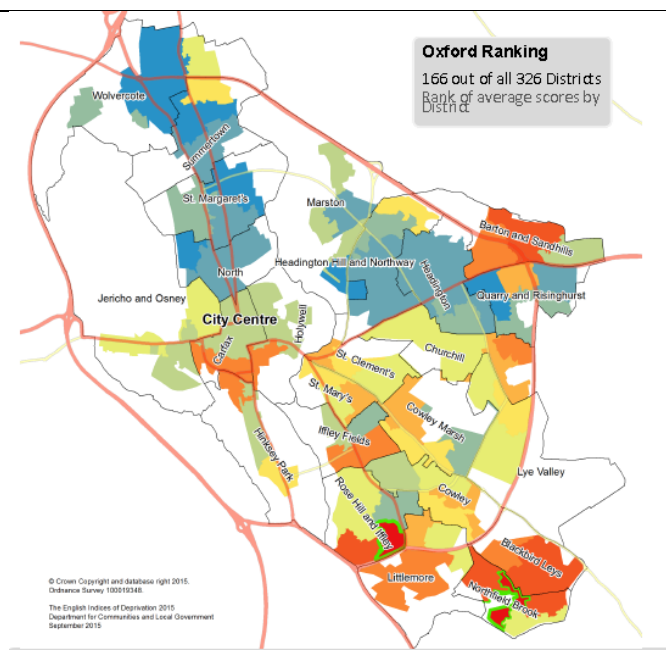 Oxford Ranking
166 out of all 326 Districts
Rank of average scores by
District
Wolvercote
Summertown
St. Margaret's
Marston
Barton and Sandhills
North
Headington Hill and Northway
Headington
Quarry and Risinghurst
Jericho and Osney
City Centre
Holywell
Carfax
Churchill
St. Clement's
St. Mary's
Cowley Marsh
Iffley Fields
Hinksey Park
Lye Valley
Cowley
Rose Hill and Iffley
Blackbird Leys
Littlemore
Northfield Brook
© Crown Copyright and database right 2015.
Ordnance Survey 100019348.
The English Indices of Deprivation 2015
Department for Communities and Local Government
September 2015